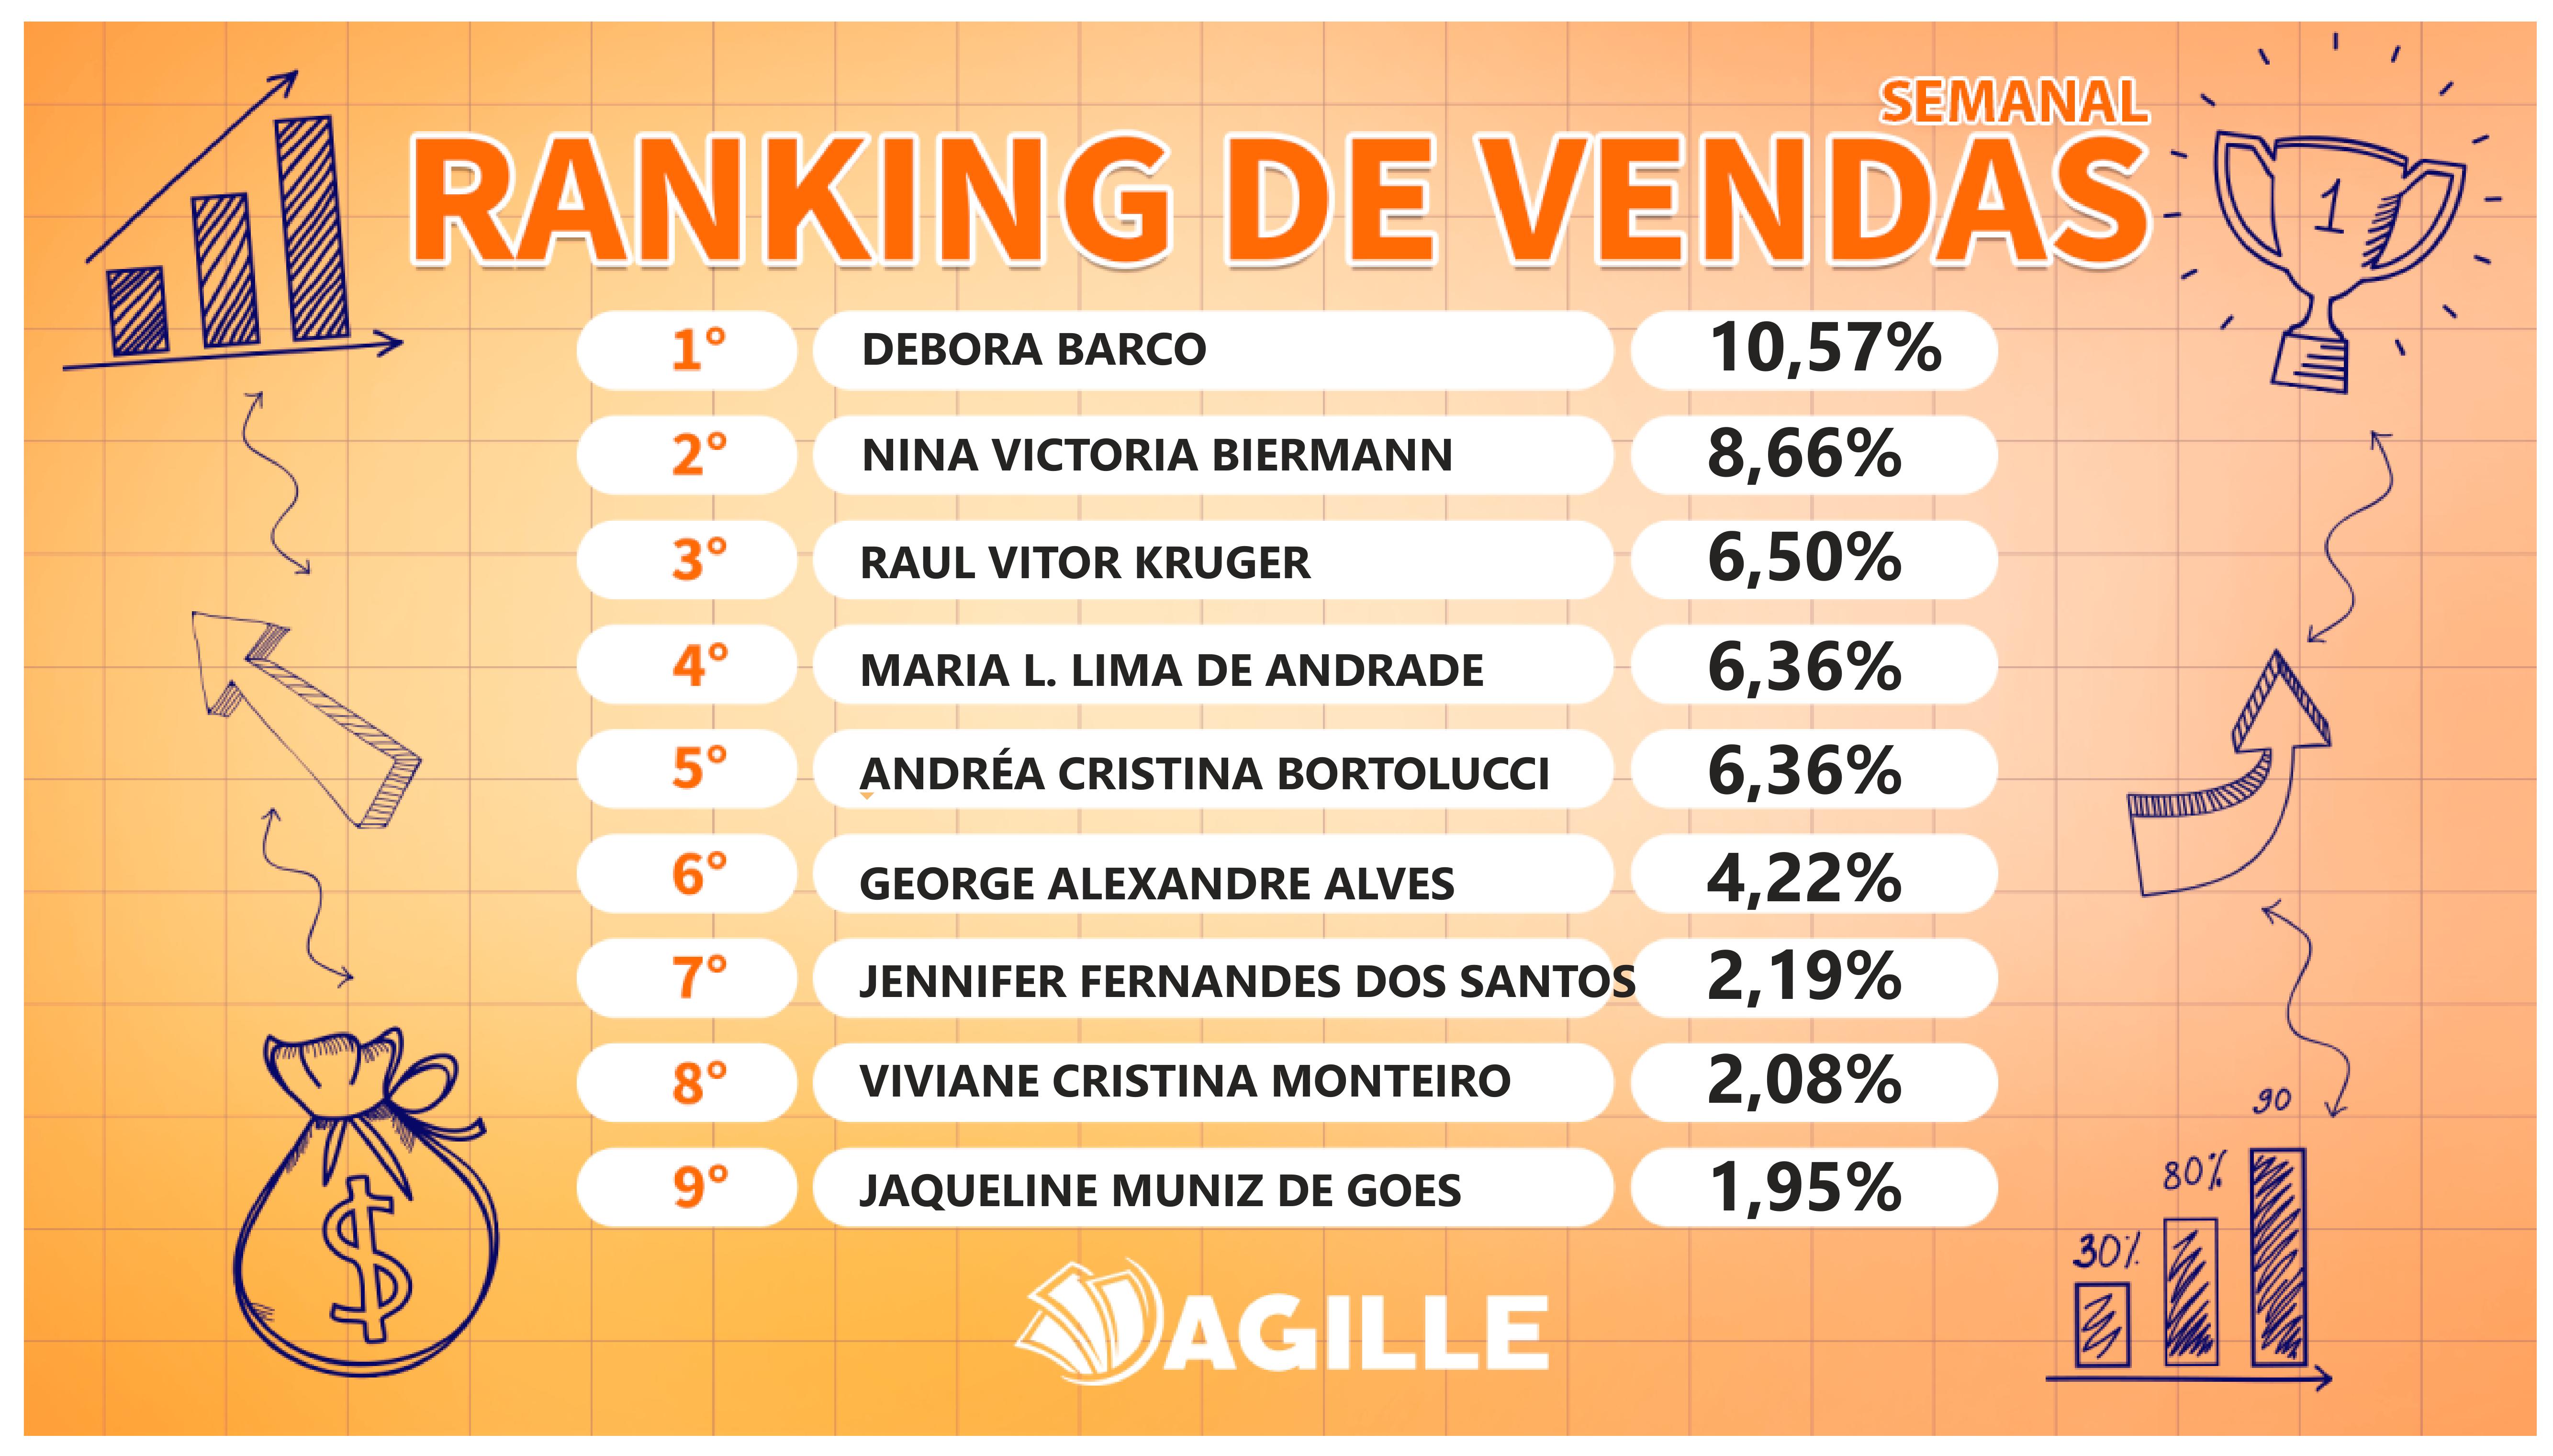 SEMANAL
RANKING DE VENDAS
1
1° DEBORA BARCO 10,57%
2° NINA VICTORIA BIERMANN 8,66%
3° RAUL VITOR KRUGER 6,50%
4° MARIA L. LIMA DE ANDRADE 6,36%
5° ANDRÉA CRISTINA BORTOLUCCI 6,36%
6° GEORGE ALEXANDRE ALVES 4,22%
7° JENNIFER FERNANDES DOS SANTOS 2,19%
8° VIVIANE CRISTINA MONTEIRO 2,08%
9° JAQUELINE MUNIZ DE GOES 1,95%
$
90
80%
30%
AGILLE